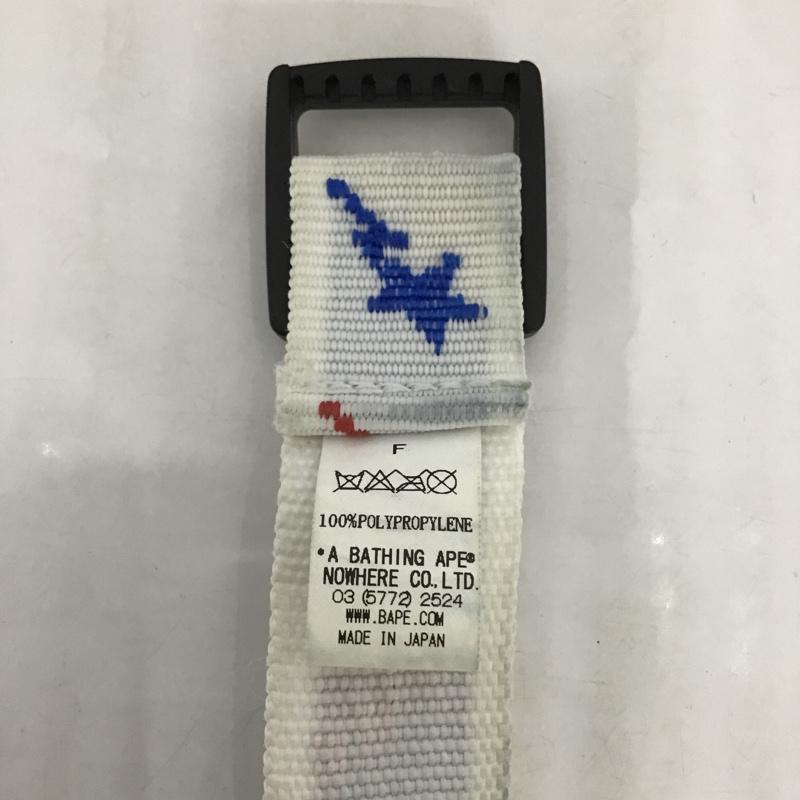 F
100%POLYPROPYLENE
•A BATHING APE®
NOWHERE CO.,LTD.
03 (5772) 2524
WWW.BAPE.COM
MADE IN JAPAN